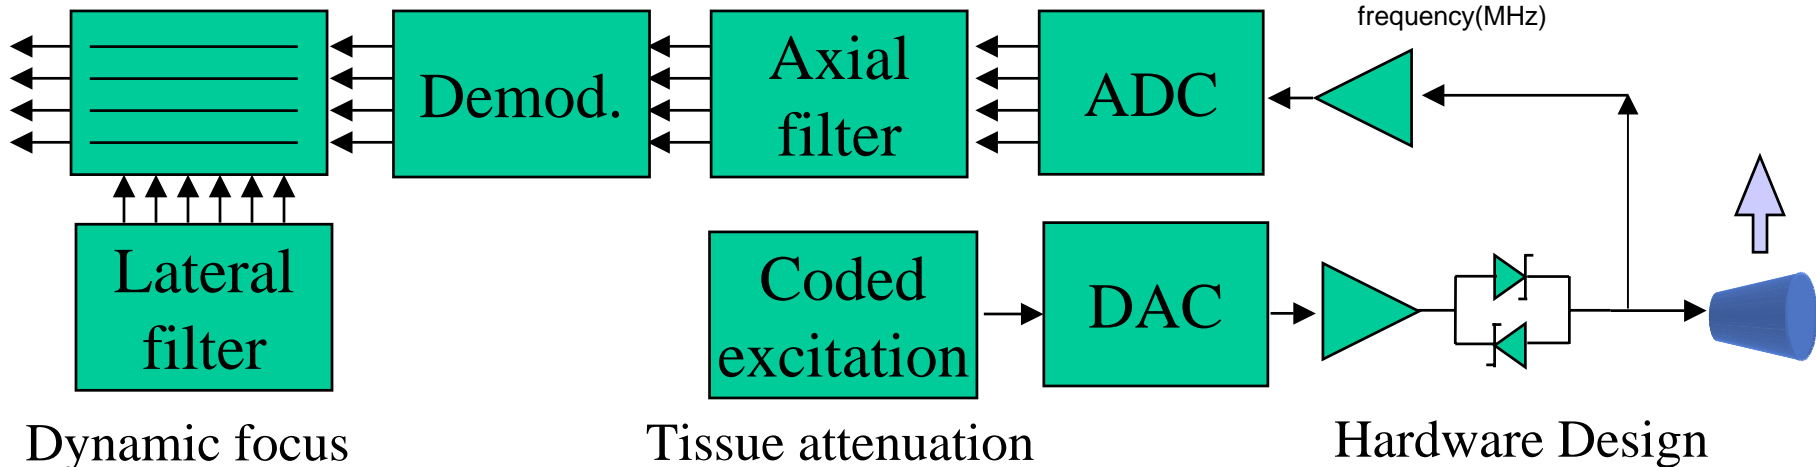 frequency(MHz)
Demod.
Axial
filter
ADC
Lateral
filter
Coded
excitation
DAC
Dynamic focus
Tissue attenuation
Hardware Design